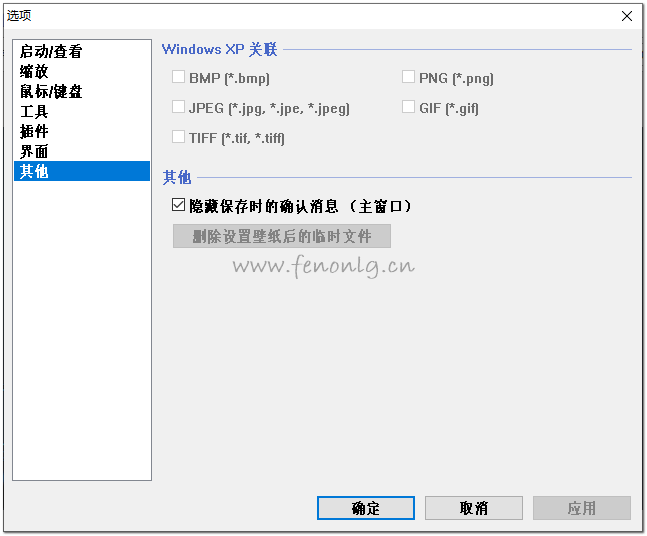 选项
启动/查看
缩放
鼠标/键盘
工具
插件
界面
其他
Windows XP 关联
BMP (*.bmp)
PNG (*.png)
JPEG (*.jpg, *.jpe, *.jpeg)
GIF (*.gif)
TIFF (*.tif, *.tiff)
其他
隐藏保存时的确认消息 （主窗口）
删除设置壁纸后的临时文件
www.fenonlg.cn
确定
取消
应用